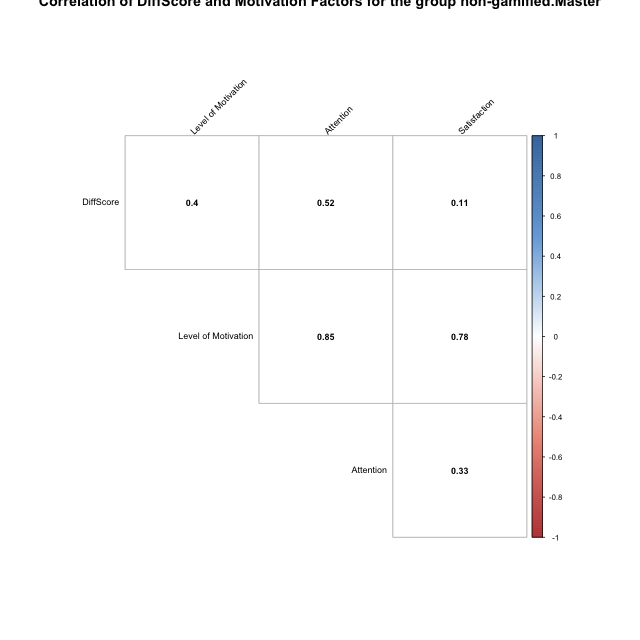 Correlation of DiffScore and Motivation Factors for the group non-gamified.Master
Level of Motivation
Attention
Satisfaction
DiffScore
0.4
0.52
0.11
Level of Motivation
0.85
0.78
Attention
0.33
1
0.8
0.6
0.4
0.2
0
-0.2
-0.4
-0.6
-0.8
-1